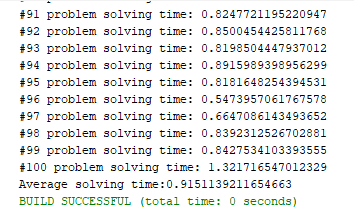 #91 problem solving time: 0.8247721195220947
#92 problem solving time: 0.8500454425811768
#93 problem solving time: 0.8198504447937012
#94 problem solving time: 0.8915989398956299
#95 problem solving time: 0.8181648254394531
#96 problem solving time: 0.5473957061767578
#97 problem solving time: 0.6647086143493652
#98 problem solving time: 0.8392312526702881
#99 problem solving time: 0.8427534103393555
#100 problem solving time: 1.321716547012329
Average solving time:0.9151139211654663
BUILD SUCCESSFUL (total time: 0 seconds)